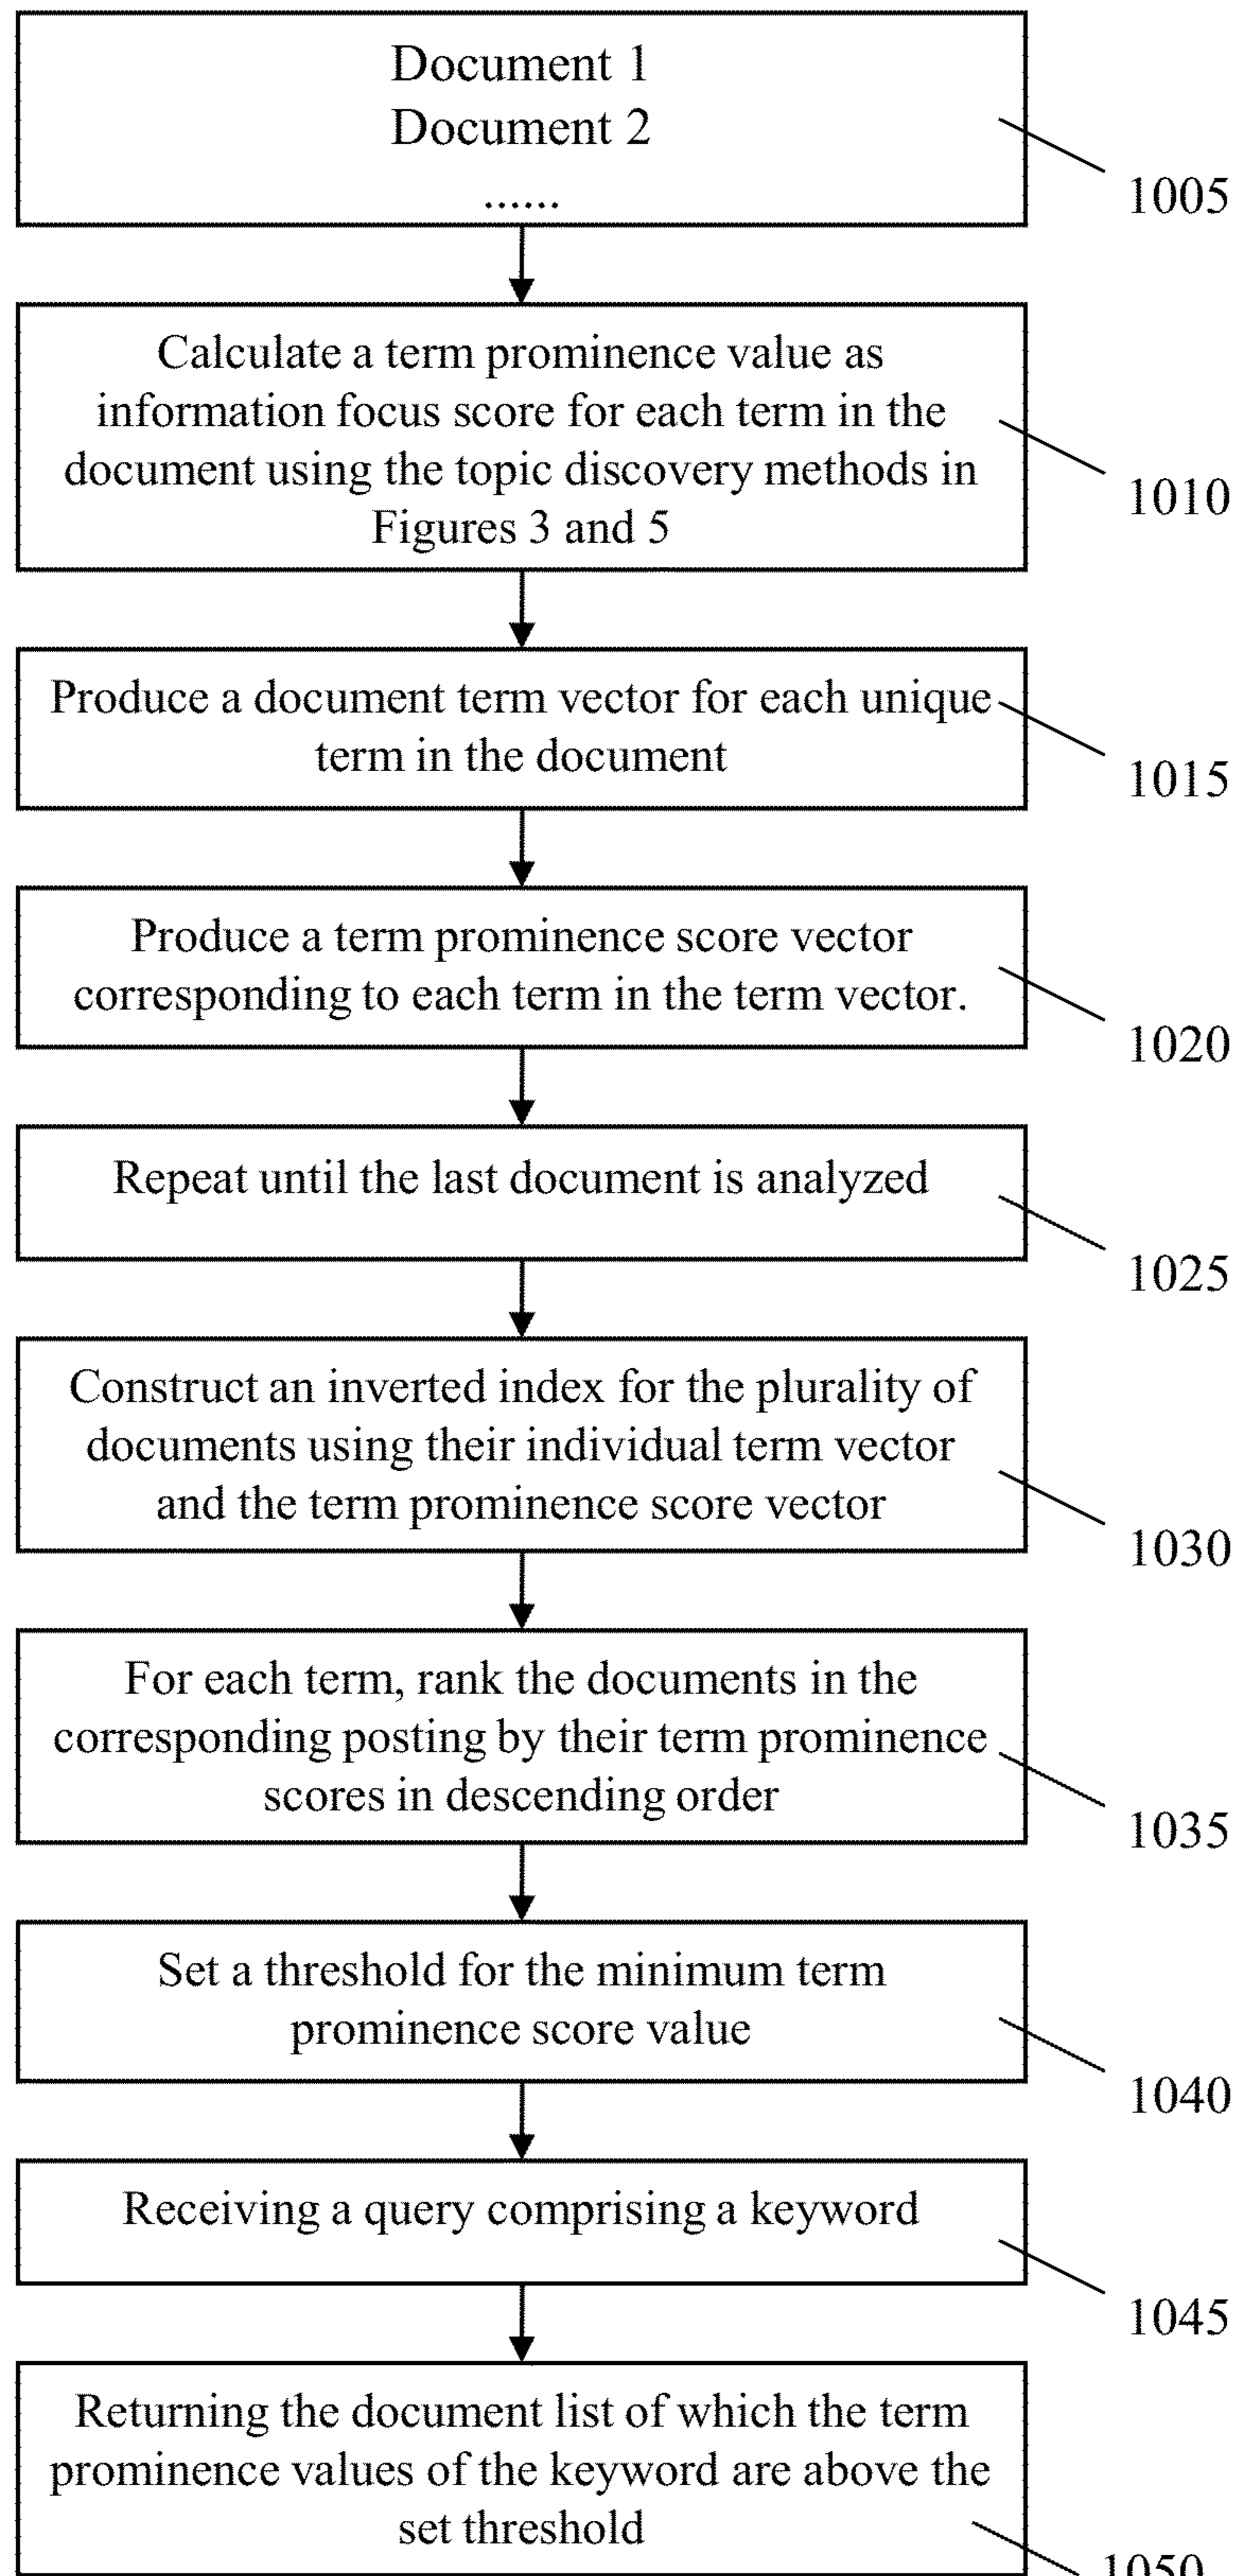 Document 1
Document 2
......
1005
Calculate a term prominence value as
information focus score for each term in the
document using the topic discovery methods in
Figures 3 and 5
1010
Produce a document term vector for each unique
term in the document
1015
Produce a term prominence score vector
corresponding to each term in the term vector.
1020
Repeat until the last document is analyzed
1025
Construct an inverted index for the plurality of
documents using their individual term vector
and the term prominence score vector
1030
For each term, rank the documents in the
corresponding posting by their term prominence
scores in descending order
1035
Set a threshold for the minimum term
prominence score value
1040
Receiving a query comprising a keyword
1045
Returning the document list of which the term
prominence values of the keyword are above the
set threshold
1050